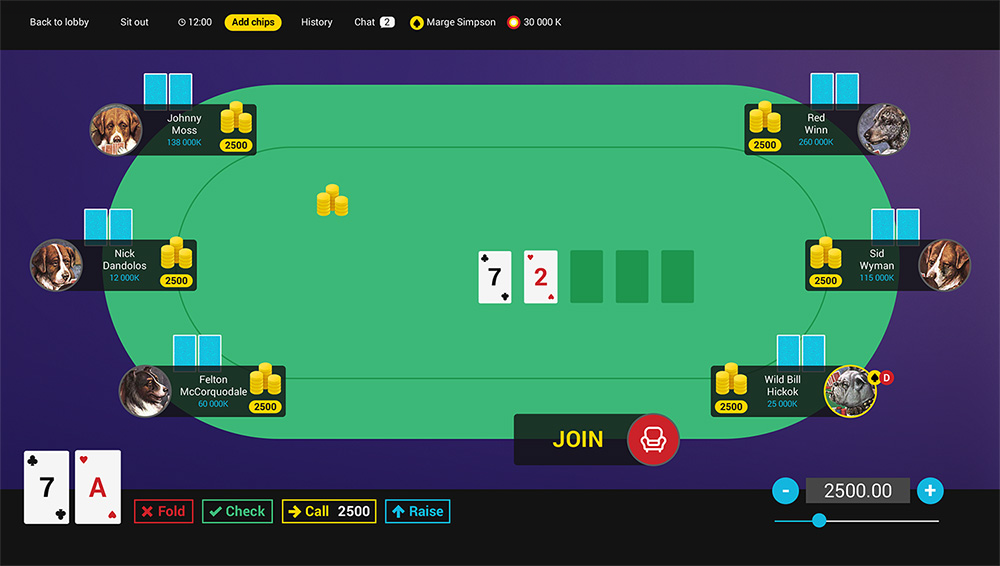 Back to lobby
Sit out
12:00
Add chips
History
Chat 2
Marge Simpson
30 000 K
Johnny
Moss
138 000K
2500
Red
Winn
260 000K
2500
Nick
Dandolos
12 000K
2500
7
2
Sid
Wyman
115 000K
2500
Felton
McCorquodale
60 000K
2500
Wild Bill
Hickok
25 000K
2500
D
JOIN
7
A
Fold
Check
Call 2500
Raise
- 2500.00 +